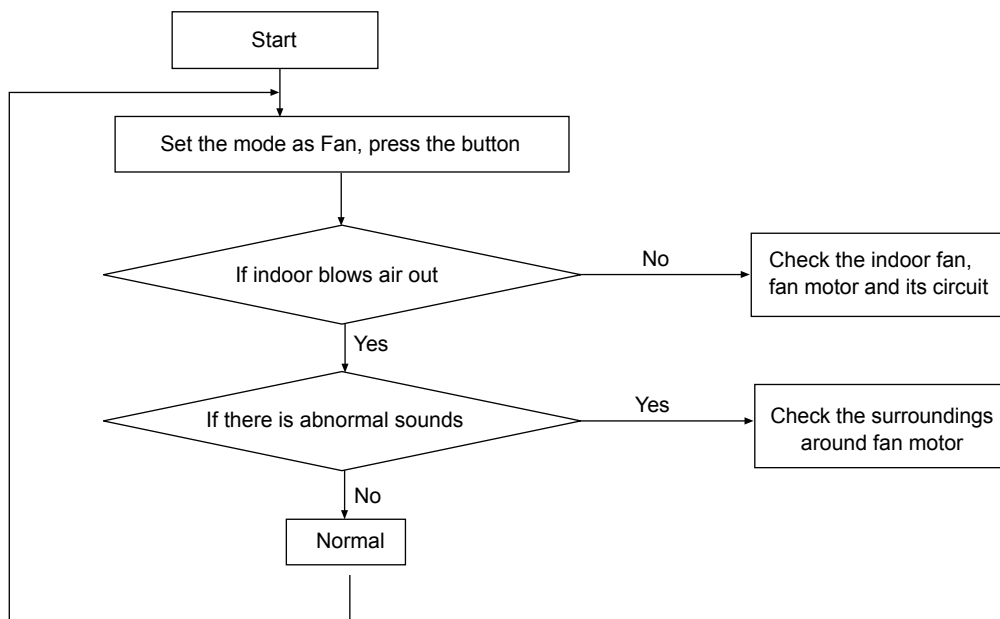 Start
Set the mode as Fan, press the button
If indoor blows air out
No
Check the indoor fan,
fan motor and its circuit
Yes
If there is abnormal sounds
Yes
Check the surroundings
around fan motor
No
Normal